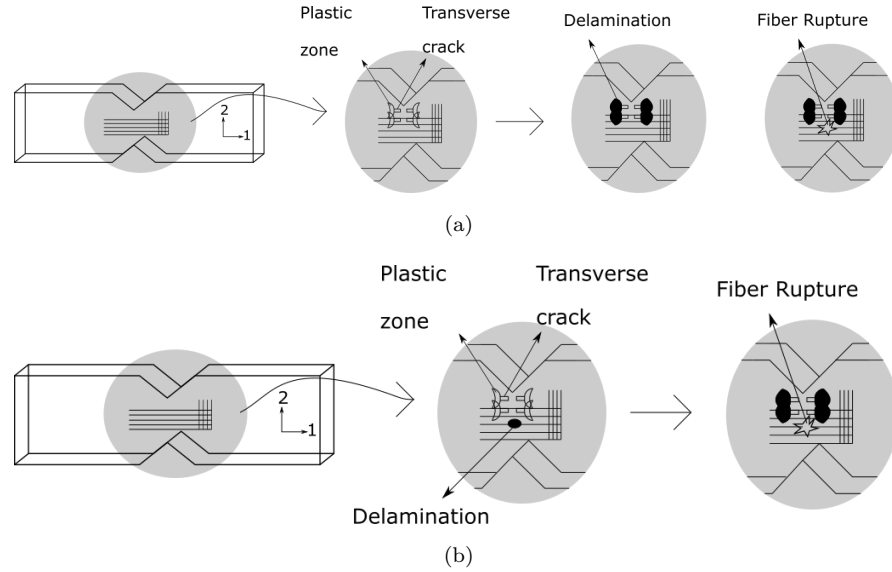 Plastic
zone
Transverse
crack
Delamination
Fiber Rupture
2
1
(a)
Plastic
zone
Transverse
crack
Fiber Rupture
2
1
Delamination
(b)